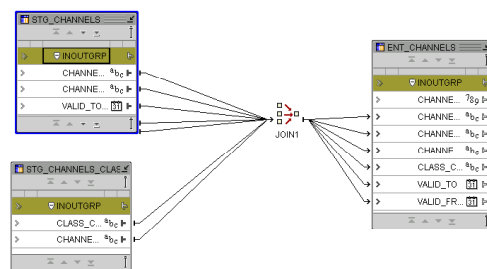 STG_CHANNELS
INOUTGRP
CHANNE...
CHANNE...
VALID_TO...
STG_CHANNELS_CLAS
INOUTGRP
CLASS_C...
CHANNE...
JOIN1
ENT_CHANNELS
INOUTGRP
CHANNE...
CHANNE...
CHANNE...
CHANNE
CLASS_C...
VALID_TO
VALID_FR...